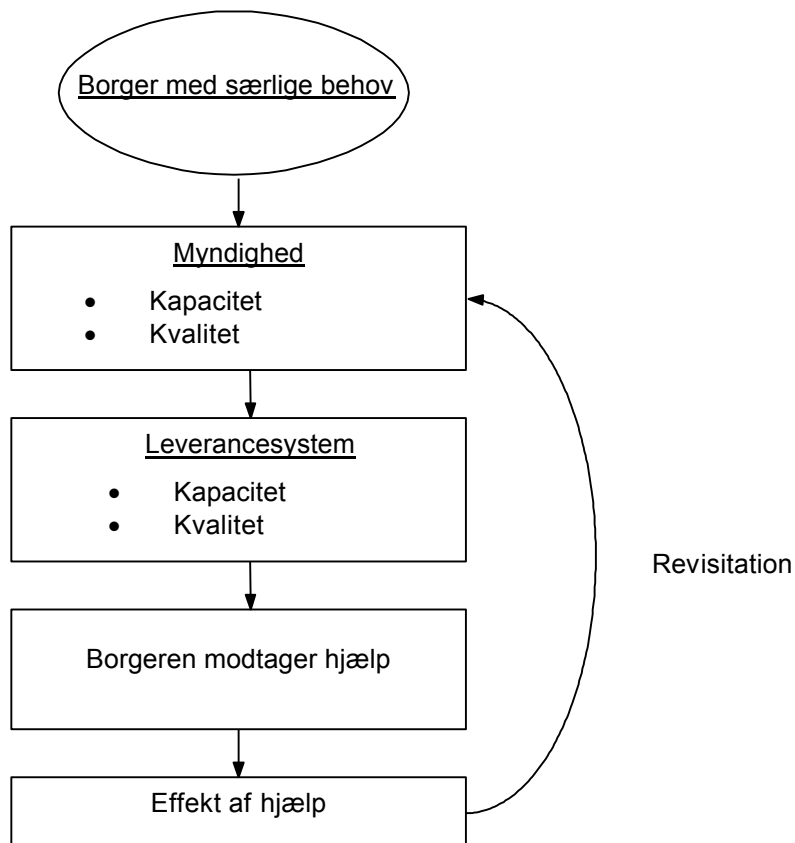 Borger med særlige behov
Myndighed
• Kapacitet
• Kvalitet
Leverancesystem
• Kapacitet
• Kvalitet
Revisitation
Borgeren modtager hjælp
Effekt af hjælp